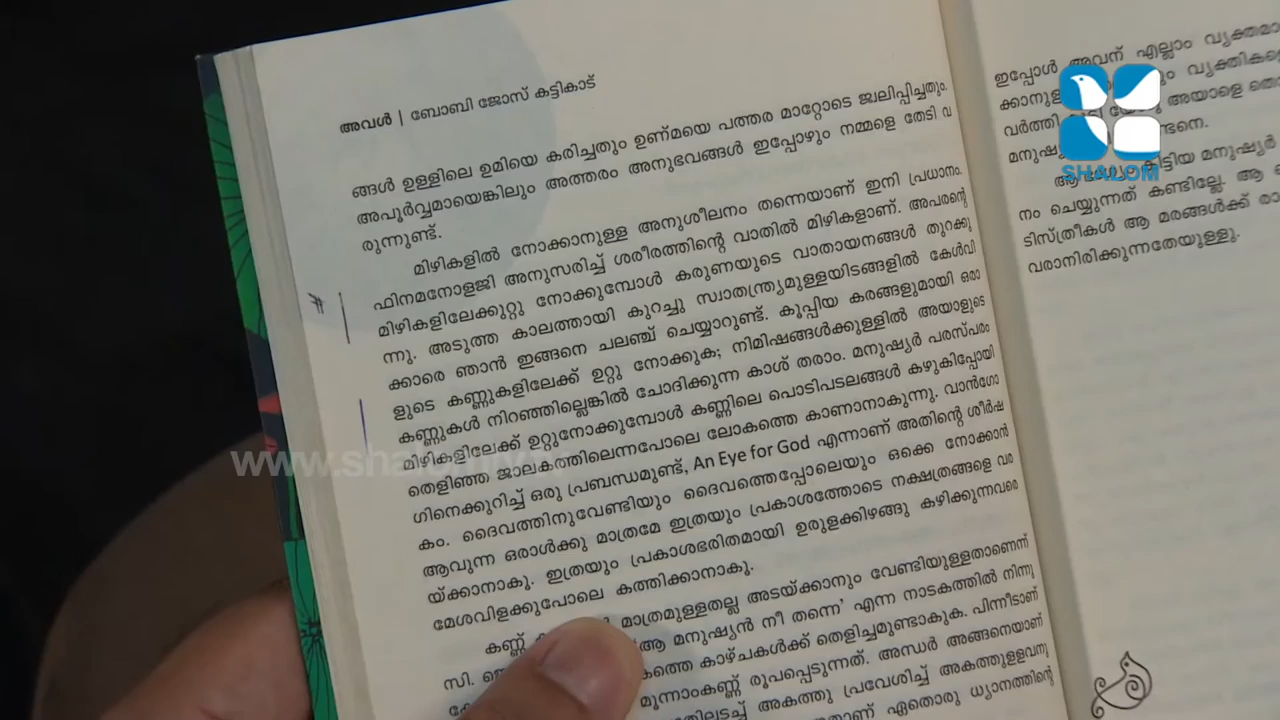 അവൾ | ബോബി ജോസ് കട്ടികാട്
ങ്ങൾ ഉള്ളിലെ ഉമിയെ കരിച്ചതും ഉണ്മയെ പത്തര മാറ്റോടെ ജ്വലിപ്പിച്ചതും.
അപൂർവ്വമായെങ്കിലും അത്തരം അനുഭവങ്ങൾ ഇപ്പോഴും നമ്മളെ തേടി വ
രുന്നുണ്ട്.
മിഴികളിൽ നോക്കാനുള്ള അനുശീലനം തന്നെയാണ് ഇനി പ്രധാനം.
ഫിനമനോളജി അനുസരിച്ച് ശരീരത്തിന്റെ വാതിൽ മിഴികളാണ്. അപരന്റെ
മിഴികളിലേക്കുറ്റു നോക്കുമ്പോൾ കരുണയുടെ വാതായനങ്ങൾ തുറക്കു
ന്നു. അടുത്ത കാലത്തായി കുറച്ചു സ്വാതന്ത്ര്യമുള്ളയിടങ്ങളിൽ കേൾവി
ക്കാരെ ഞാൻ ഇങ്ങനെ ചലഞ്ച് ചെയ്യാറുണ്ട്. കൂപ്പിയ കരങ്ങളുമായി ഒരാ
ളുടെ കണ്ണുകളിലേക്ക് ഉറ്റു നോക്കുക; നിമിഷങ്ങൾക്കുള്ളിൽ അയാളുടെ
കണ്ണുകൾ നിറഞ്ഞില്ലെങ്കിൽ ചോദിക്കുന്ന കാശ് തരാം. മനുഷ്യർ പരസ്പരം
മിഴികളിലേക്ക് ഉറ്റുനോക്കുമ്പോൾ കണ്ണിലെ പൊടിപടലങ്ങൾ കഴുകിപ്പോയി
തെളിഞ്ഞ ജാലകത്തിലെന്നപോലെ ലോകത്തെ കാണാനാകുന്നു. വാൻഗോ
ഗിനെക്കുറിച്ച് ഒരു പ്രബന്ധമുണ്ട്, An Eye for God എന്നാണ് അതിന്റെ ശീർഷ
കം. ദൈവത്തിനുവേണ്ടിയും ദൈവത്തെപ്പോലെയും ഒക്കെ നോക്കാൻ
ആവുന്ന ഒരാൾക്കു മാത്രമേ ഇത്രയും പ്രകാശത്തോടെ നക്ഷത്രങ്ങളെ വര
യ്ക്കാനാകൂ. ഇത്രയും പ്രകാശഭരിതമായി ഉരുളക്കിഴങ്ങു കഴിക്കുന്നവരെ
മേശവിളക്കുപോലെ കത്തിക്കാനാകൂ.
കണ്ണ് മാത്രമുള്ളതല്ല അടയ്ക്കാനും വേണ്ടിയുള്ളതാണെന്ന്
സി. 'ആ മനുഷ്യൻ നീ തന്നെ' എന്ന നാടകത്തിൽ നിന്നു
കാഴ്ചകൾക്ക് തെളിച്ചമുണ്ടാകുക. പിന്നീടാണ്
മൂന്നാംകണ്ണ് രൂപപ്പെടുന്നത്. അന്ധർ അങ്ങനെയാണ്
അകത്തു പ്രവേശിച്ച് അകത്തുള്ളവനു
ഏതൊരു ധ്യാനത്തിന്റെ
ഇപ്പോൾ അവന് എല്ലാം
വ്യക്തികളെ
വർത്തി അയാളെ
കിട്ടിയ മനുഷ്യർ
നം ചെയ്യുന്നത് കണ്ടില്ലേ. ആ
ടിസ്ത്രീകൾ ആ മരങ്ങൾക്ക്
വരാനിരിക്കുന്നതേയുള്ളൂ.
SHALOM